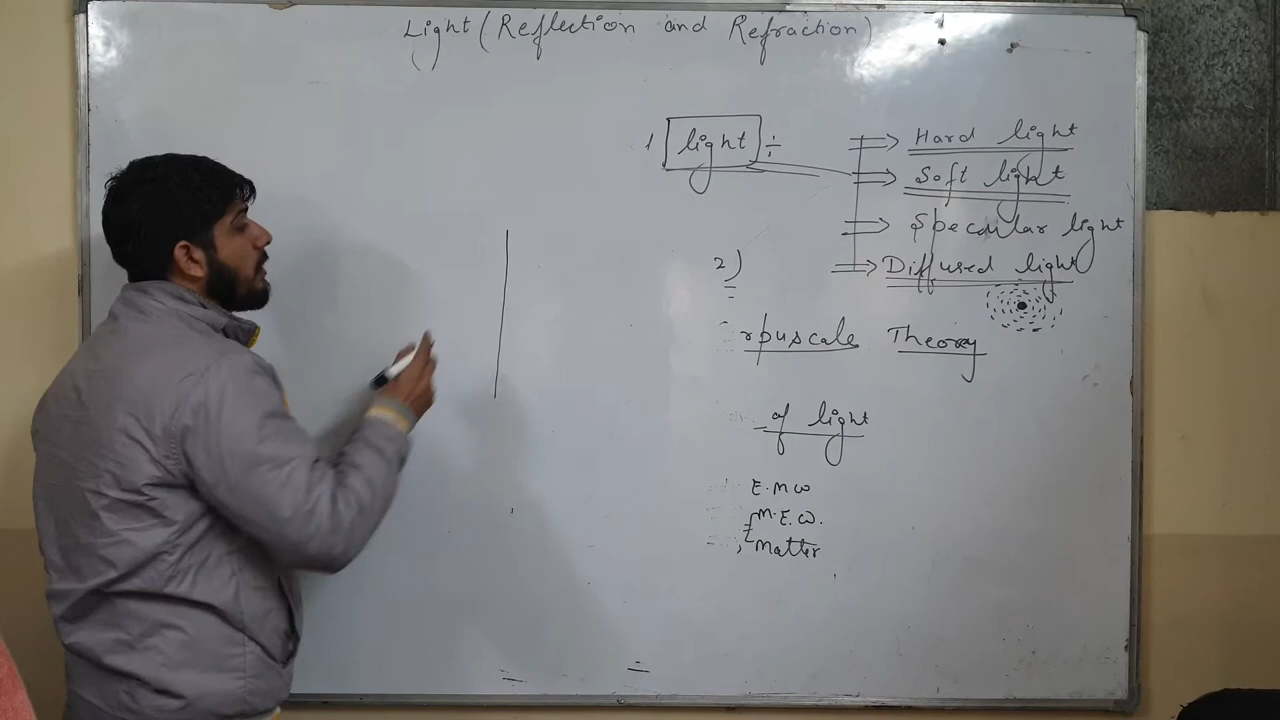 Light (Reflection and Refraction)
1 light ÷
Hard light
Soft light
Specular light
2) Diffused light
rpuscale Theory
of light
E.M W
M.E.W.
Matter